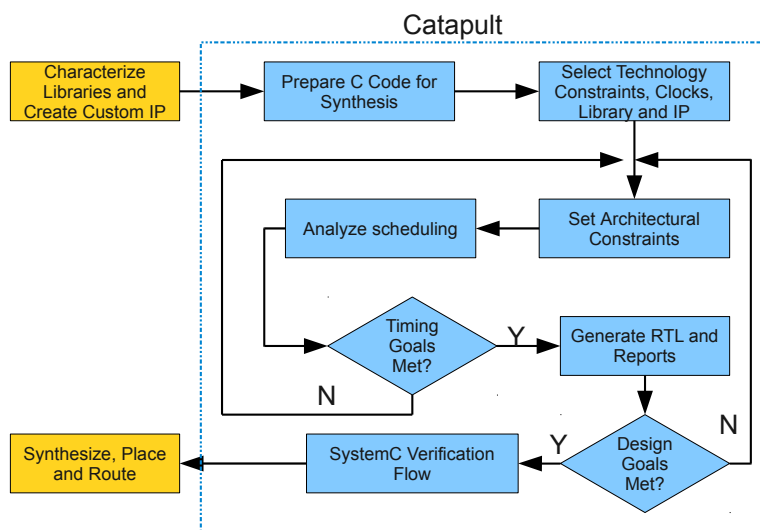 Catapult
Characterize
Libraries and
Create Custom IP
Prepare C Code for
Synthesis
Select Technology
Constraints, Clocks,
Library and IP
Analyze scheduling
Set Architectural
Constraints
Timing
Goals
Met?
Y
Generate RTL and
Reports
N
N
Synthesize, Place
and Route
SystemC Verification
Flow
Y
Design
Goals
Met?